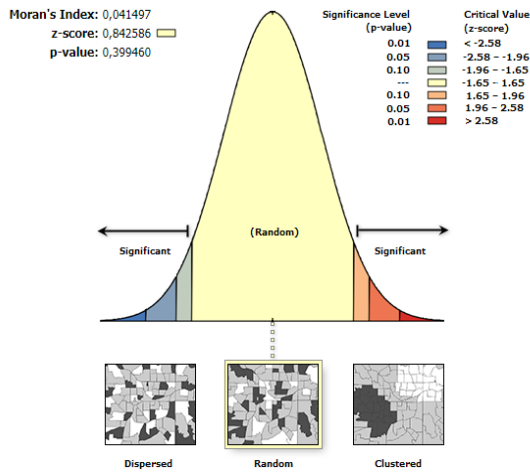 Moran's Index: 0,041497
z-score: 0,842586
p-value: 0,399460
Significance Level
(p-value)
Critical Value
(z-score)
0.01 < -2.58
0.05 -2.58 – -1.96
0.10 -1.96 – -1.65
--- -1.65 – 1.65
0.10 1.65 – 1.96
0.05 1.96 – 2.58
0.01 > 2.58
(Random)
Significant Significant
Dispersed Random Clustered